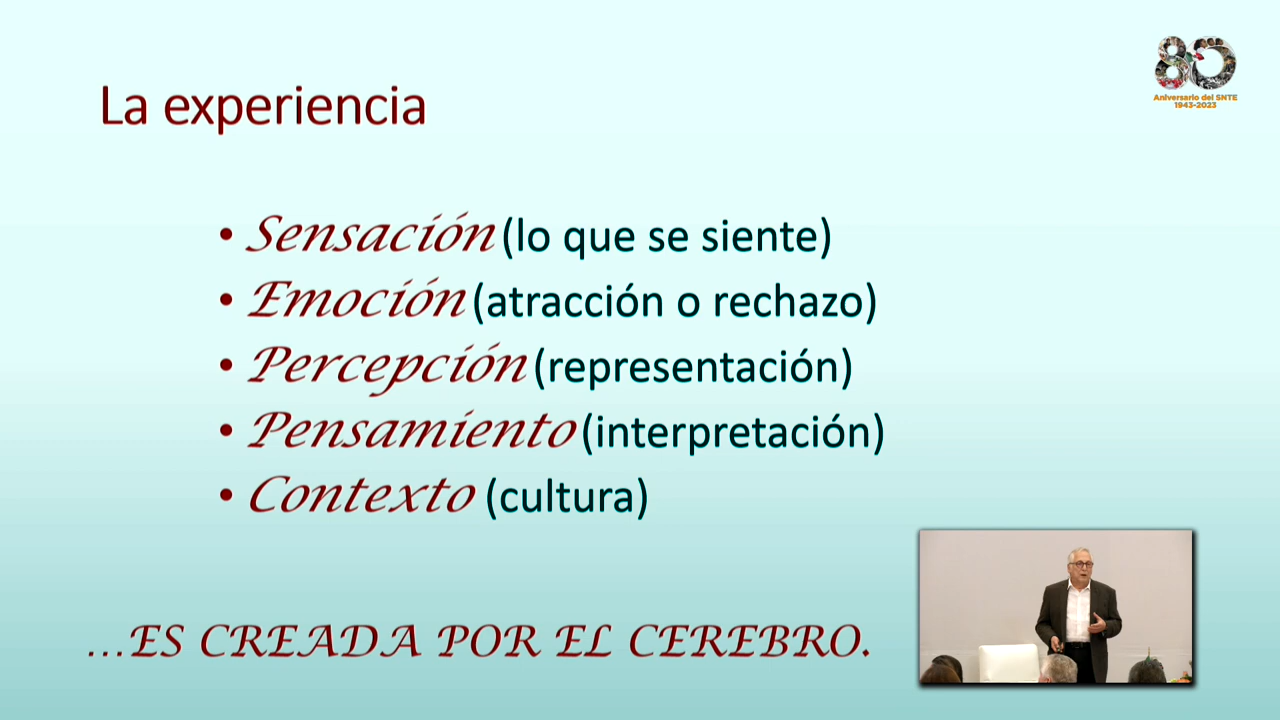 La experiencia
80
Aniversario del SNTE
1943-2023
• Sensación (lo que se siente)
• Emoción (atracción o rechazo)
• Percepción (representación)
• Pensamiento (interpretación)
• Contexto (cultura)
...ES CREADA POR EL CEREBRO.